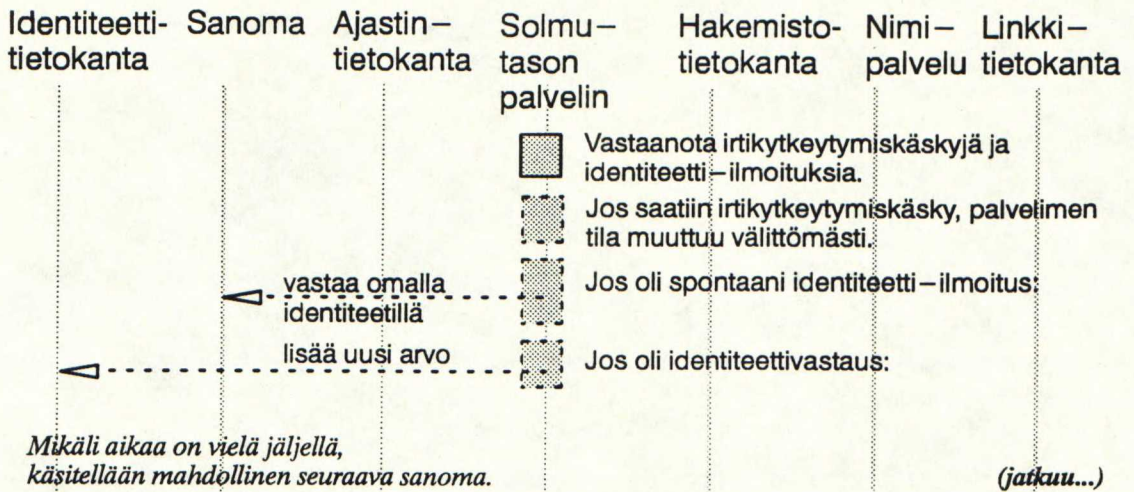 Identiteetti- Sanoma Ajastin– Solmu– Hakemisto- Nimi– Linkki–
tietokanta tietokanta tason tietokanta palvelu tietokanta
palvelin
Vastaanota irtikytkeytymiskäskyjä ja
identiteetti–ilmoituksia.
Jos saatiin irtikytkeytymiskäsky, palvelimen
tila muuttuu välittömästi.
vastaa omalla
identiteetillä
Jos oli spontaani identiteetti–ilmoitus:
lisää uusi arvo
Jos oli identiteettivastaus:
Mikäli aikaa on vielä jäljellä,
käsitellään mahdollinen seuraava sanoma.
(jatkuu...)